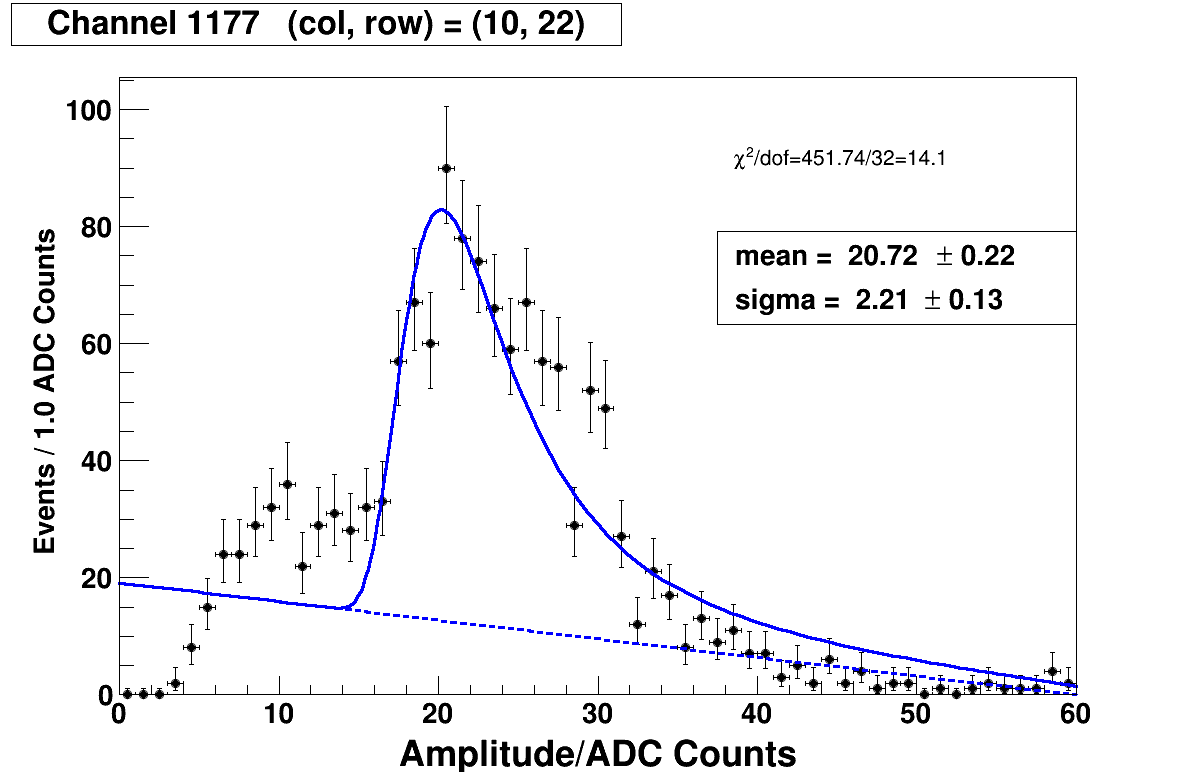 Channel 1177 (col, row) = (10, 22)
100
80
60
40
20
0
Events / 1.0 ADC Counts
χ²/dof=451.74/32=14.1
mean = 20.72 ± 0.22
sigma = 2.21 ± 0.13
0 10 20 30 40 50 60
Amplitude/ADC Counts